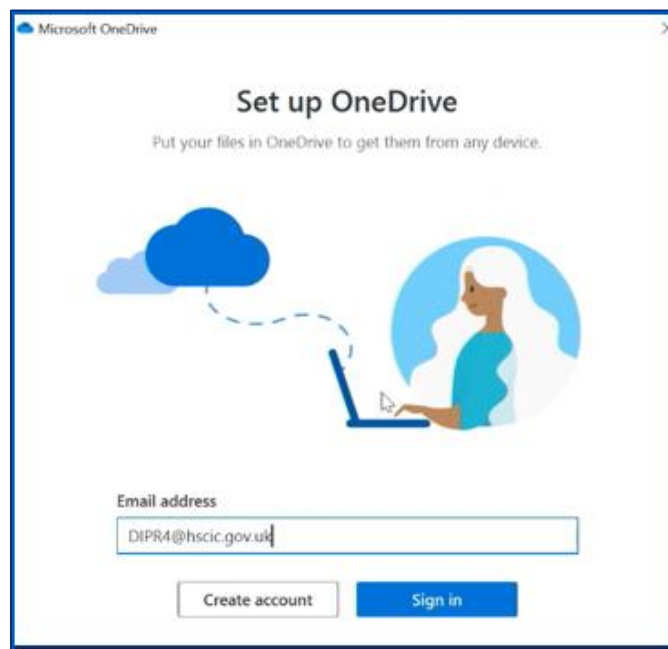 Microsoft OneDrive
Set up OneDrive
Put your files in OneDrive to get them from any device.
Email address
DIPR4@hscic.gov.uk
Create account
Sign in